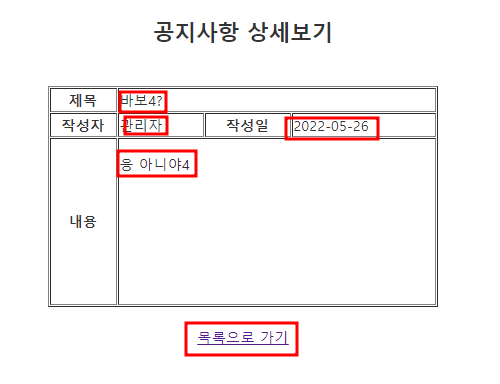 공지사항 상세보기
제목 바보4?
작성자 관리자 작성일 2022-05-26
내용 응 아니야4
목록으로 가기